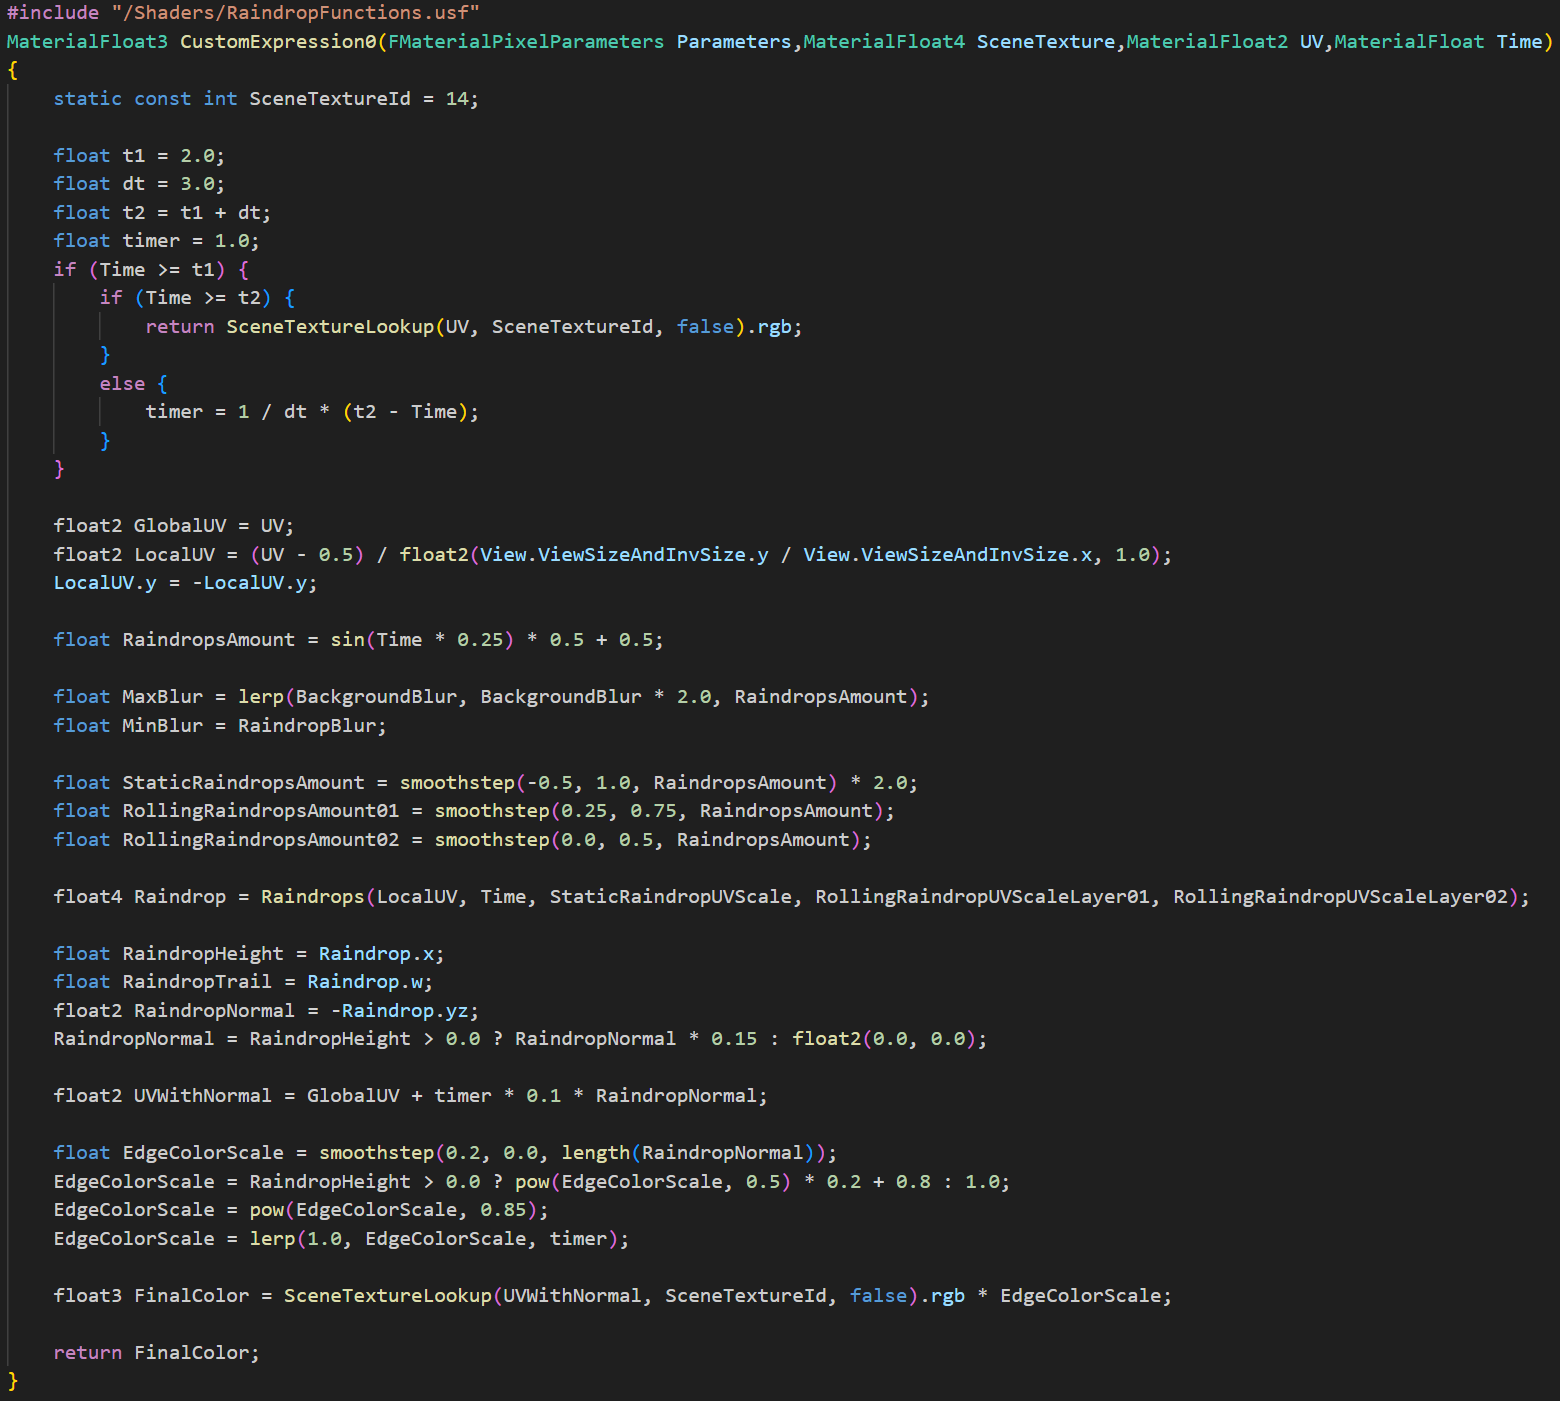 #include "/Shaders/RaindropFunctions.usf"
MaterialFloat3 CustomExpression0(FMaterialPixelParameters Parameters,MaterialFloat4 SceneTexture,MaterialFloat2 UV,MaterialFloat Time)
{
    static const int SceneTextureId = 14;
    float t1 = 2.0;
    float dt = 3.0;
    float t2 = t1 + dt;
    float timer = 1.0;
    if (Time >= t1) {
        if (Time >= t2) {
            return SceneTextureLookup(UV, SceneTextureId, false).rgb;
        }
        else {
            timer = 1 / dt * (t2 - Time);
        }
    }
    float2 GlobalUV = UV;
    float2 LocalUV = (UV - 0.5) / float2(View.ViewSizeAndInvSize.y / View.ViewSizeAndInvSize.x, 1.0);
    LocalUV.y = -LocalUV.y;
    float RaindropsAmount = sin(Time * 0.25) * 0.5 + 0.5;
    float MaxBlur = lerp(BackgroundBlur, BackgroundBlur * 2.0, RaindropsAmount);
    float MinBlur = RaindropBlur;
    float StaticRaindropsAmount = smoothstep(-0.5, 1.0, RaindropsAmount) * 2.0;
    float RollingRaindropsAmount01 = smoothstep(0.25, 0.75, RaindropsAmount);
    float RollingRaindropsAmount02 = smoothstep(0.0, 0.5, RaindropsAmount);
    float4 Raindrop = Raindrops(LocalUV, Time, StaticRaindropUVScale, RollingRaindropUVScaleLayer01, RollingRaindropUVScaleLayer02);
    float RaindropHeight = Raindrop.x;
    float RaindropTrail = Raindrop.w;
    float2 RaindropNormal = -Raindrop.yz;
    RaindropNormal = RaindropHeight > 0.0 ? RaindropNormal * 0.15 : float2(0.0, 0.0);
    float2 UVWithNormal = GlobalUV + timer * 0.1 * RaindropNormal;
    float EdgeColorScale = smoothstep(0.2, 0.0, length(RaindropNormal));
    EdgeColorScale = RaindropHeight > 0.0 ? pow(EdgeColorScale, 0.5) * 0.2 + 0.8 : 1.0;
    EdgeColorScale = pow(EdgeColorScale, 0.85);
    EdgeColorScale = lerp(1.0, EdgeColorScale, timer);
    float3 FinalColor = SceneTextureLookup(UVWithNormal, SceneTextureId, false).rgb * EdgeColorScale;
    return FinalColor;
}